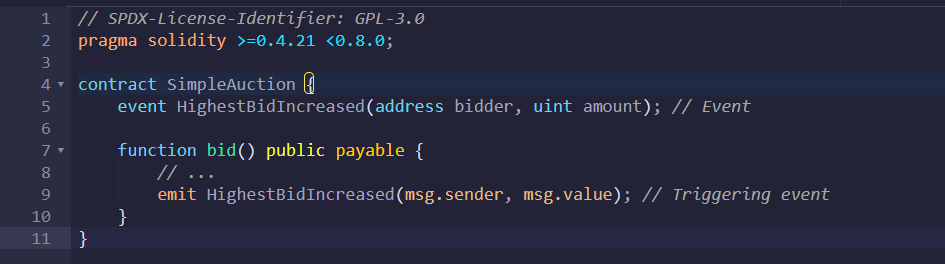 1 // SPDX-License-Identifier: GPL-3.0
2 pragma solidity >=0.4.21 <0.8.0;
3
4 contract SimpleAuction {
5 event HighestBidIncreased(address bidder, uint amount); // Event
6
7 function bid() public payable {
8 // ...
9 emit HighestBidIncreased(msg.sender, msg.value); // Triggering event
10 }
11 }